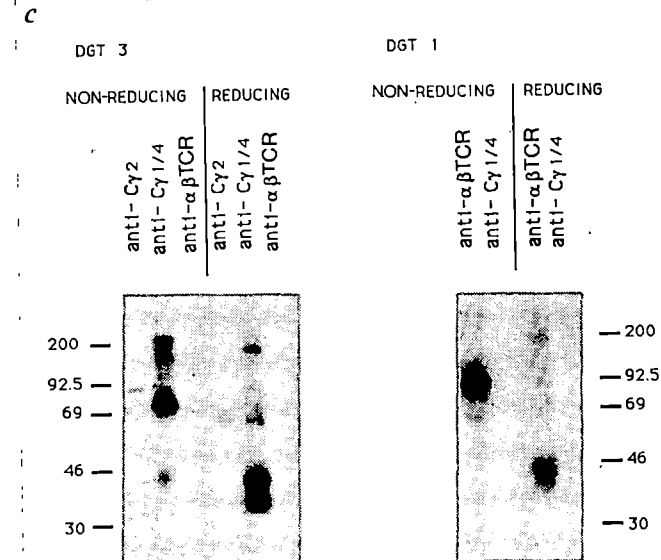 c
DGT 3
NON-REDUCING
REDUCING
anti-Cγ2
anti-Cγ1/4
anti-αβTCR
anti-Cγ2
anti-Cγ1/4
anti-αβTCR
200
92.5
69
46
30
DGT 1
NON-REDUCING
REDUCING
anti-αβTCR
anti-Cγ1/4
anti-αβTCR
anti-Cγ1/4
200
92.5
69
46
30